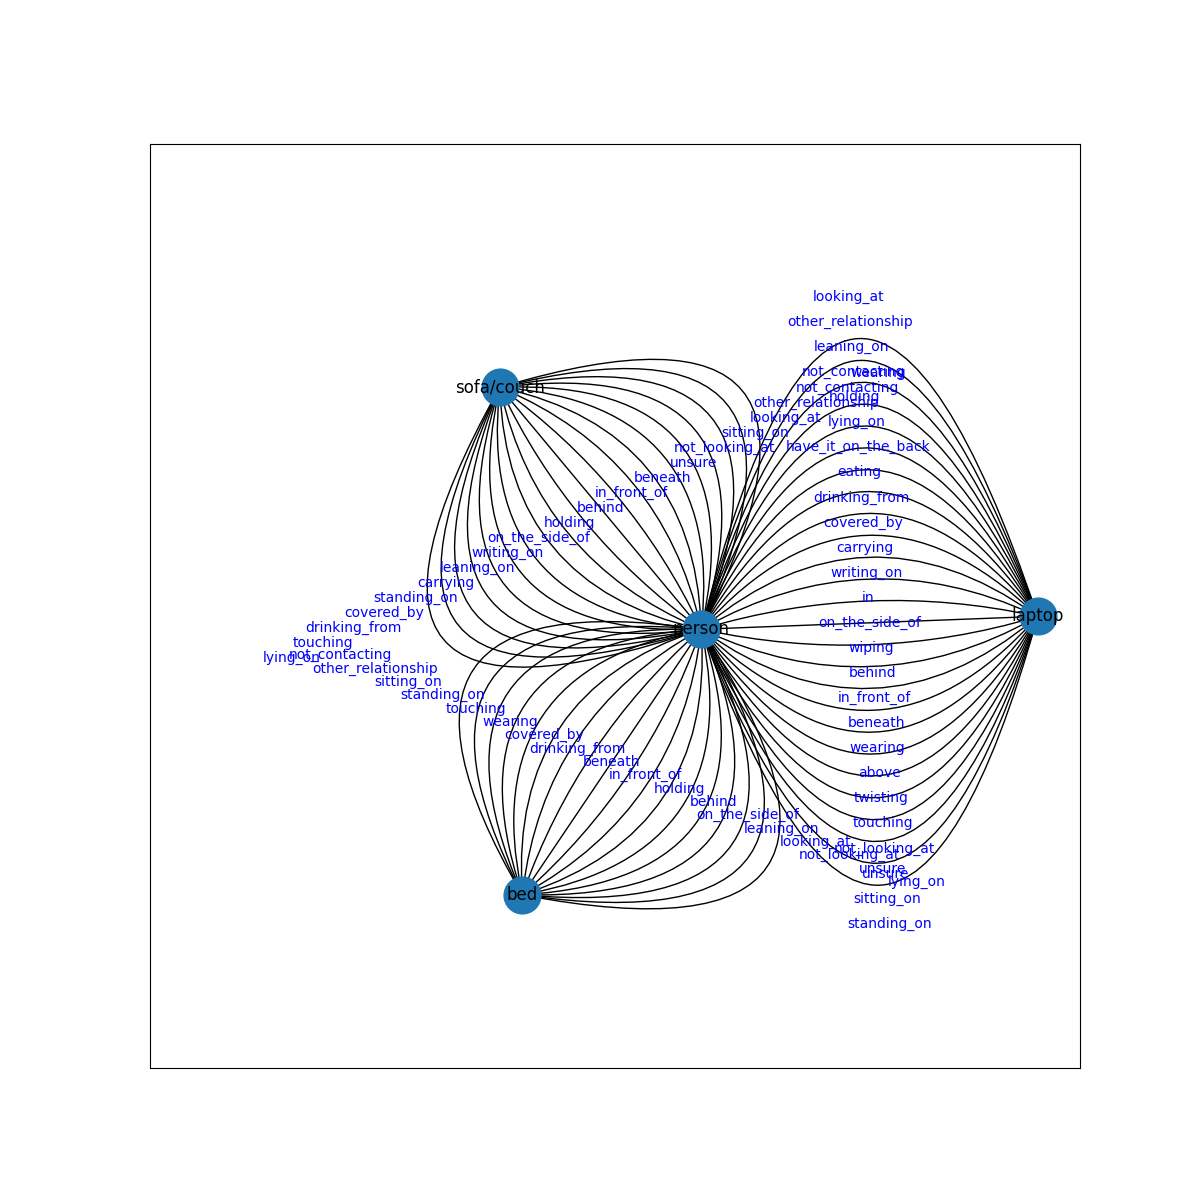 looking_at
other_relationship
leaning_on
not_contacting
wearing
sofa/couch
not_contacting
holding
other_relationship
looking_at
lying_on
sitting_on
not_looking_at
have_it_on_the_back
unsure
eating
beneath
in_front_of
drinking_from
behind
holding
covered_by
on_the_side_of
carrying
writing_on
leaning_on
writing_on
carrying
standing_on
in
covered_by
laptop
drinking_from
person
on_the_side_of
touching
wiping
not_contacting
lying_on
other_relationship
behind
sitting_on
standing_on
in_front_of
touching
wearing
beneath
covered_by
drinking_from
wearing
beneath
in_front_of
above
holding
twisting
behind
on_the_side_of
touching
leaning_on
looking_at
not_looking_at
not_looking_at
unsure
unsure
lying_on
bed
sitting_on
standing_on